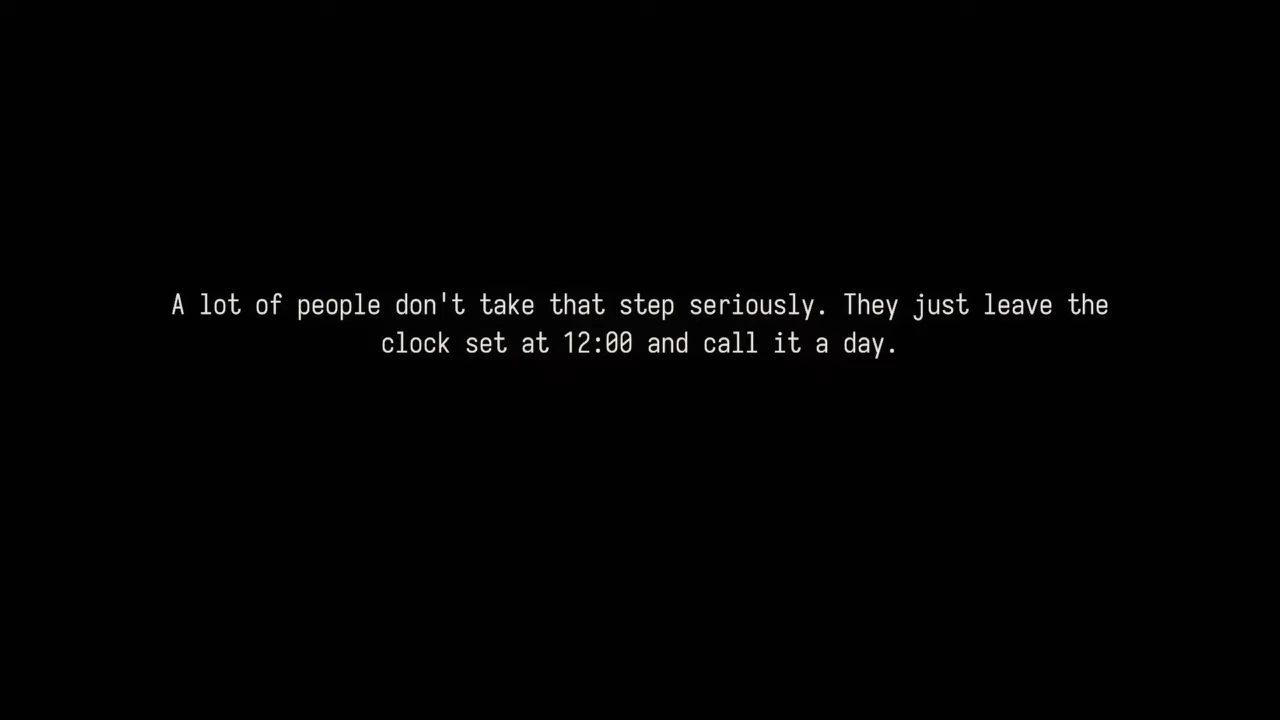 A lot of people don't take that step seriously. They just leave the
clock set at 12:00 and call it a day.